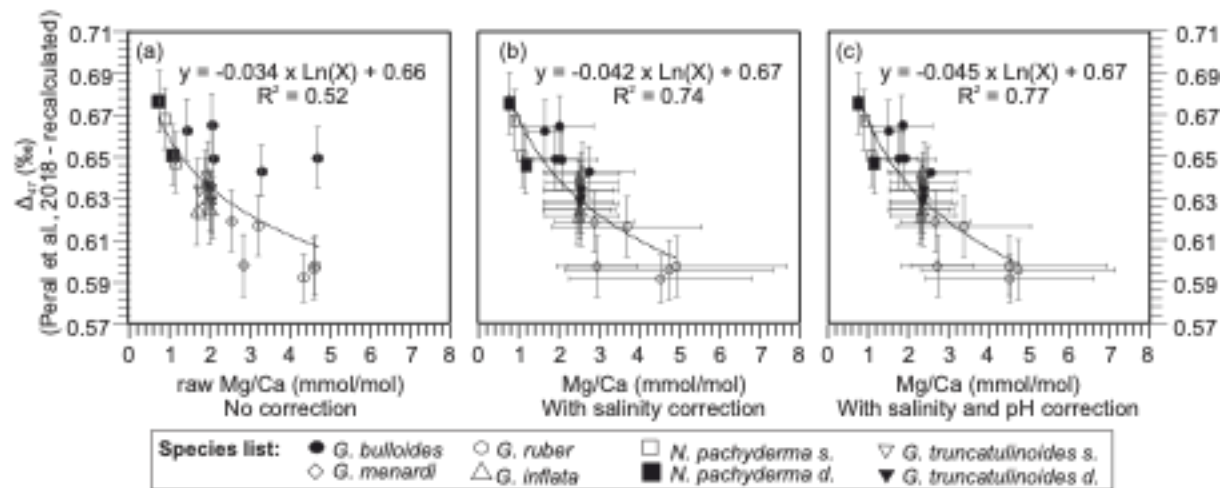 (a)
y = -0.034 x Ln(X) + 0.66
R² = 0.52
(b)
y = -0.042 x Ln(X) + 0.67
R² = 0.74
(c)
y = -0.045 x Ln(X) + 0.67
R² = 0.77
Δ₄₇ (‰)
(Peral et al., 2018 - recalculated)
0.71
0.69
0.67
0.65
0.63
0.61
0.59
0.57
0.71
0.69
0.67
0.65
0.63
0.61
0.59
0.57
0 1 2 3 4 5 6 7 8
0 1 2 3 4 5 6 7 8
0 1 2 3 4 5 6 7 8
raw Mg/Ca (mmol/mol)
No correction
Mg/Ca (mmol/mol)
With salinity correction
Mg/Ca (mmol/mol)
With salinity and pH correction
Species list: G. bulloides G. ruber N. pachyderma s. G. truncatulinoides s.
G. menardi G. inflata N. pachyderma d. G. truncatulinoides d.